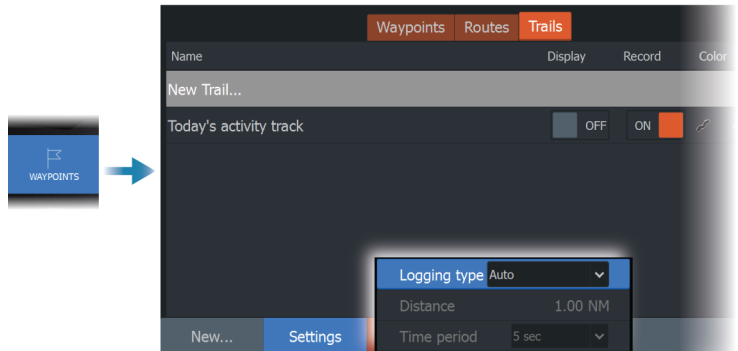 Waypoints Routes Trails
Name Display Record Color
New Trail...
Today's activity track OFF ON
WAYPOINTS
Logging type Auto
Distance 1.00 NM
New... Settings Time period 5 sec